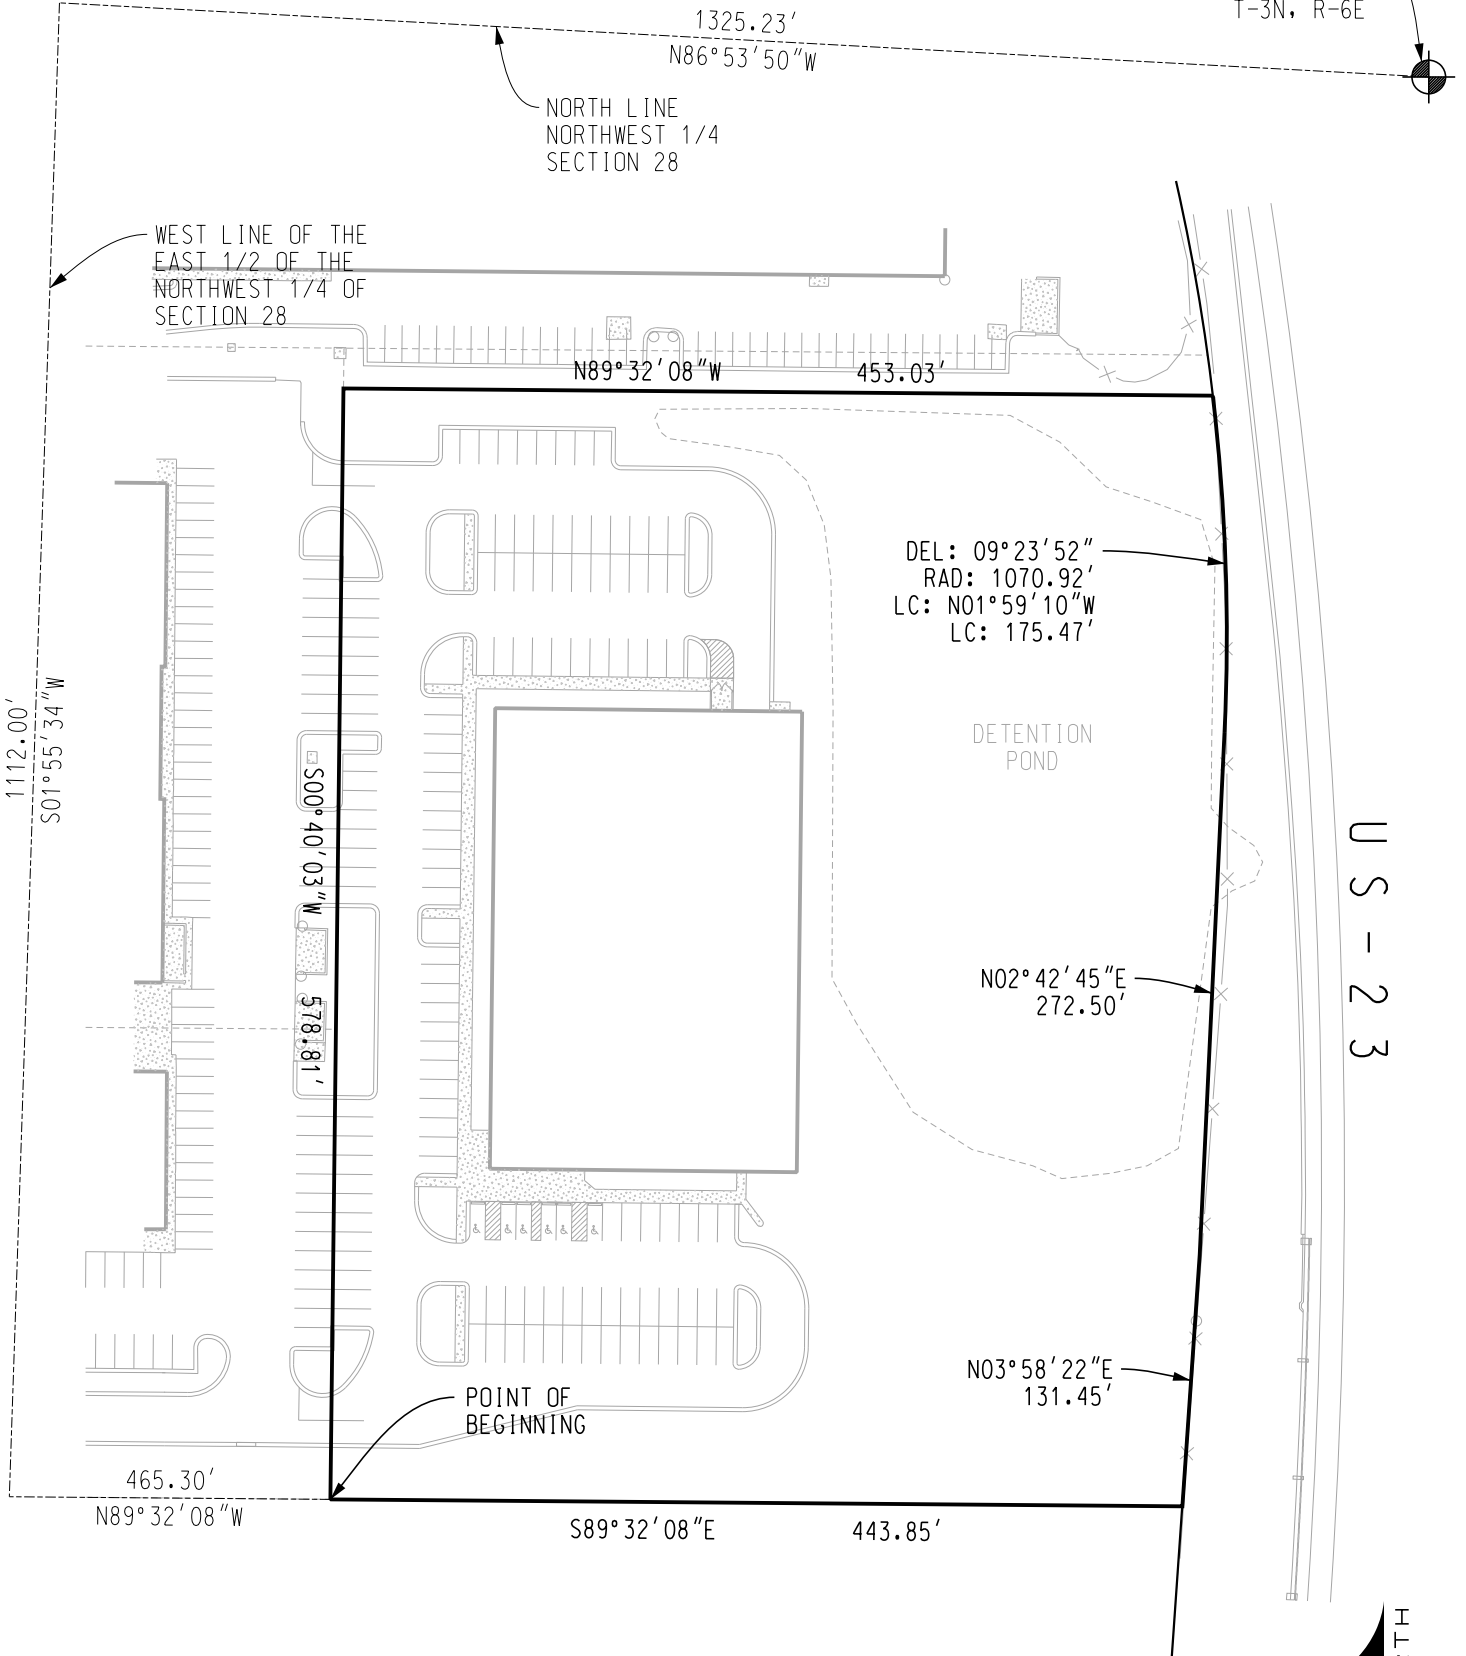 1325.23'
N86°53'50"W
T-3N, R-6E
NORTH LINE
NORTHWEST 1/4
SECTION 28
WEST LINE OF THE
EAST 1/2 OF THE
NORTHWEST 1/4 OF
SECTION 28
N89°32'08"W 453.03'
DEL: 09°23'52"
RAD: 1070.92'
LC: N01°59'10"W
LC: 175.47'
DETENTION
POND
1112.00'
S01°55'34"W
S00°40'03"W 578.81'
US-23
N02°42'45"E
272.50'
N03°58'22"E
131.45'
POINT OF
BEGINNING
465.30'
N89°32'08"W
S89°32'08"E 443.85'